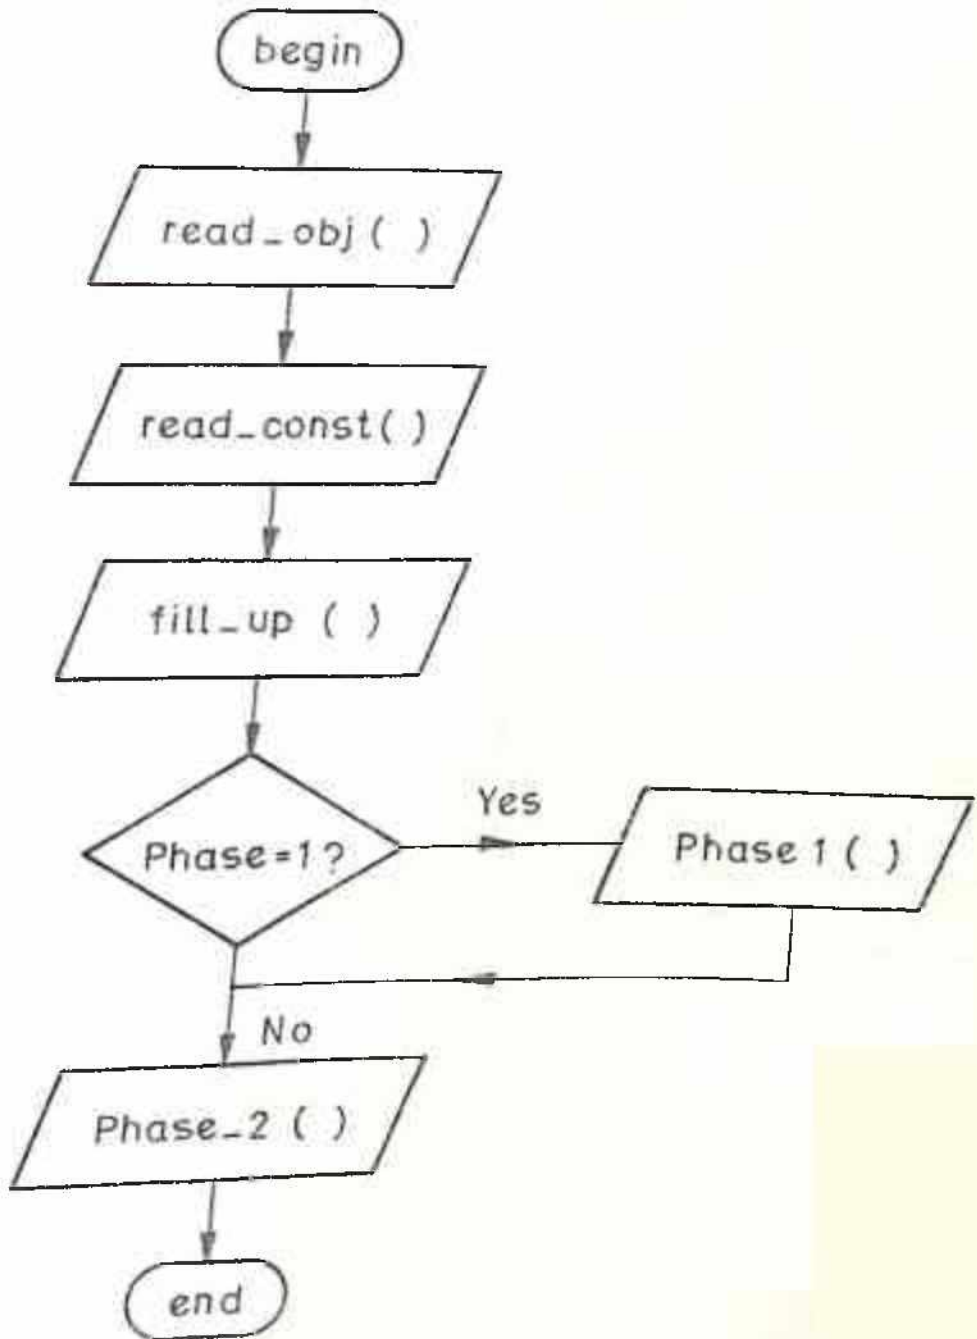 begin
read_obj ( )
read_const( )
fill_up ( )
Phase=1?
Yes
Phase 1 ( )
No
Phase_2 ( )
end